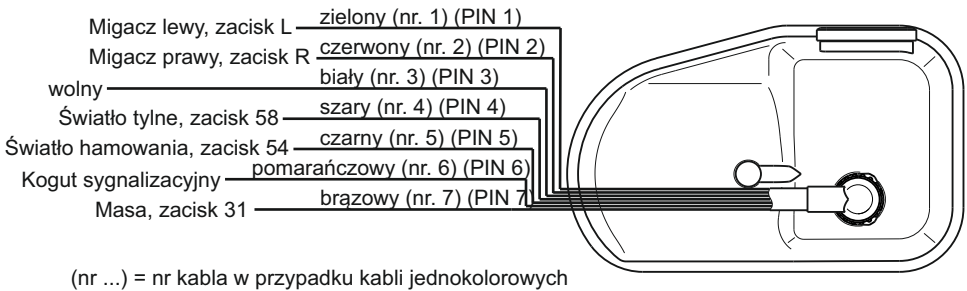 Migacz lewy, zacisk L zielony (nr. 1) (PIN 1)
Migacz prawy, zacisk R czerwony (nr. 2) (PIN 2)
wolny biały (nr. 3) (PIN 3)
Światło tylne, zacisk 58 szary (nr. 4) (PIN 4)
Światło hamowania, zacisk 54 czarny (nr. 5) (PIN 5)
Kogut sygnalizacyjny pomarańczowy (nr. 6) (PIN 6)
Masa, zacisk 31 brązowy (nr. 7) (PIN 7)
(nr ...) = nr kabla w przypadku kabli jednokolorowych